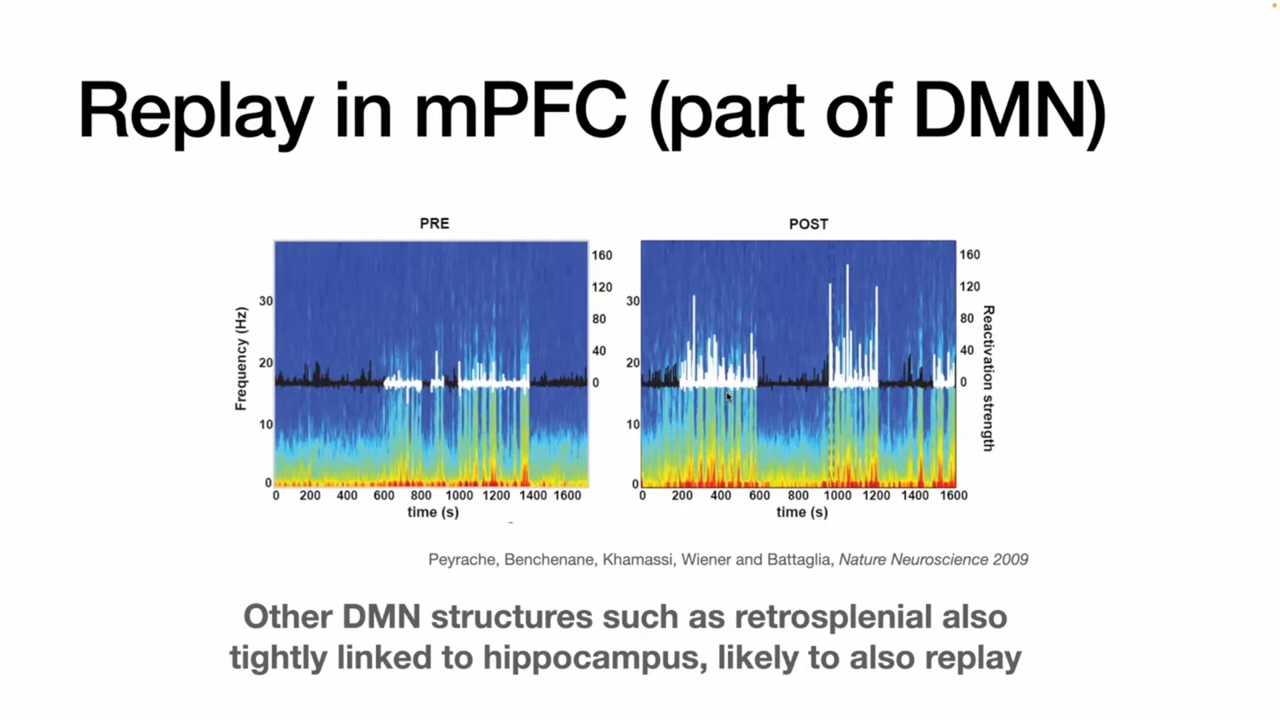 Replay in mPFC (part of DMN)
PRE
POST
Frequency (Hz)
30
20
10
0
160
120
80
40
0
0 200 400 600 800 1000 1200 1400 1600
time (s)
30
20
10
0
160
120
80
40
0
Reactivation strength
0 200 400 600 800 1000 1200 1400 1600
time (s)
Peyrache, Benchenane, Khamassi, Wiener and Battaglia, Nature Neuroscience 2009
Other DMN structures such as retrosplenial also
tightly linked to hippocampus, likely to also replay